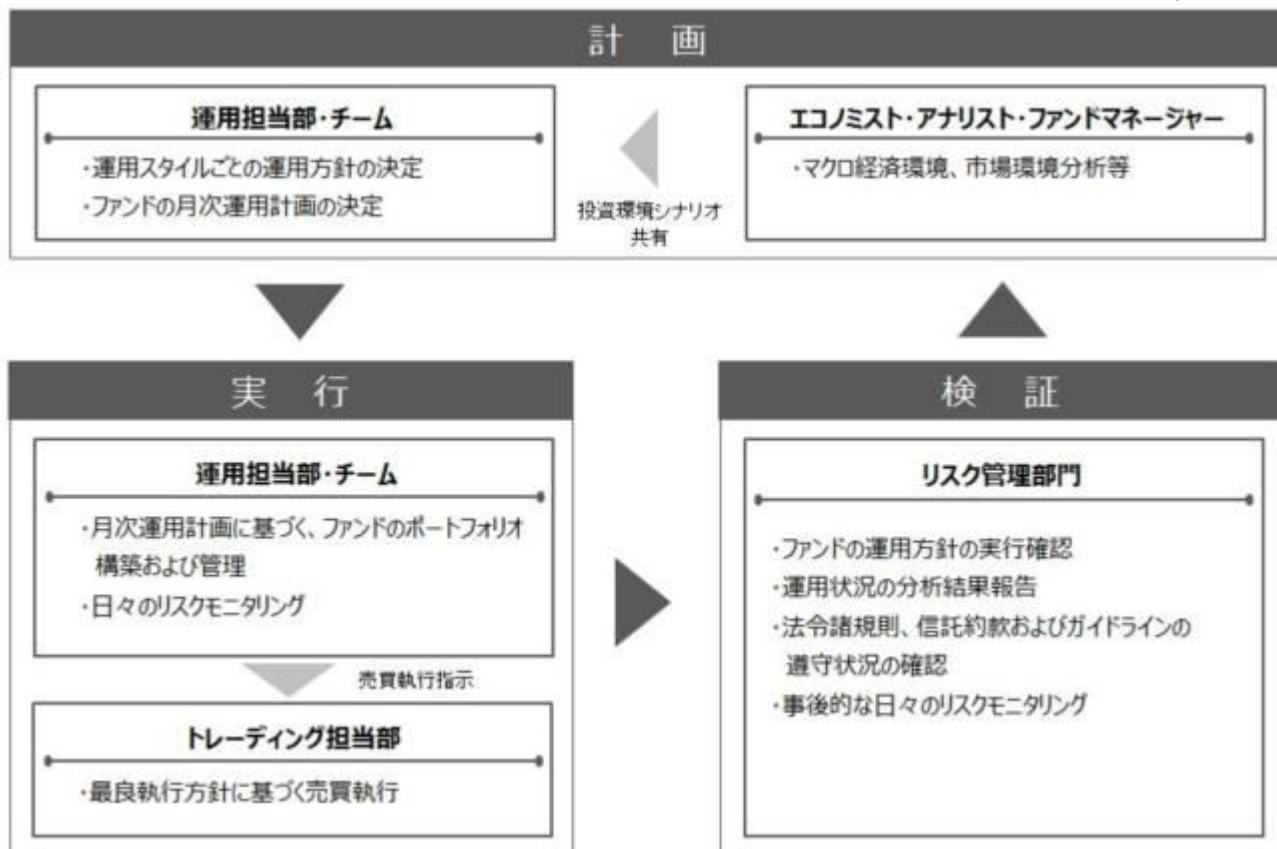 計 画
運用担当部・チーム
・運用スタイルごとの運用方針の決定
・ファンドの月次運用計画の決定
投資環境シナリオ
共有
エコノミスト・アナリスト・ファンドマネージャー
・マクロ経済環境、市場環境分析等
実 行
運用担当部・チーム
・月次運用計画に基づく、ファンドのポートフォリオ
構築および管理
・日々のリスクモニタリング
売買執行指示
トレーディング担当部
・最良執行方針に基づく売買執行
検 証
リスク管理部門
・ファンドの運用方針の実行確認
・運用状況の分析結果報告
・法令諸規則、信託約款およびガイドラインの
遵守状況の確認
・事後的な日々のリスクモニタリング